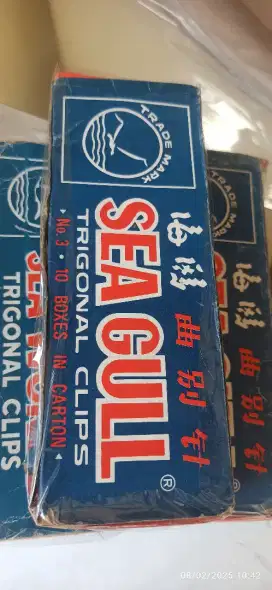 TRADE MARK
海鸥
曲别针
SEA GULL
®
TRIGONAL CLIPS
No. 3 • 10 BOXES IN CARTON
TRIGONAL CLIPS
TRADE MARK
海鸥
曲别针
08/02/2025 10:42